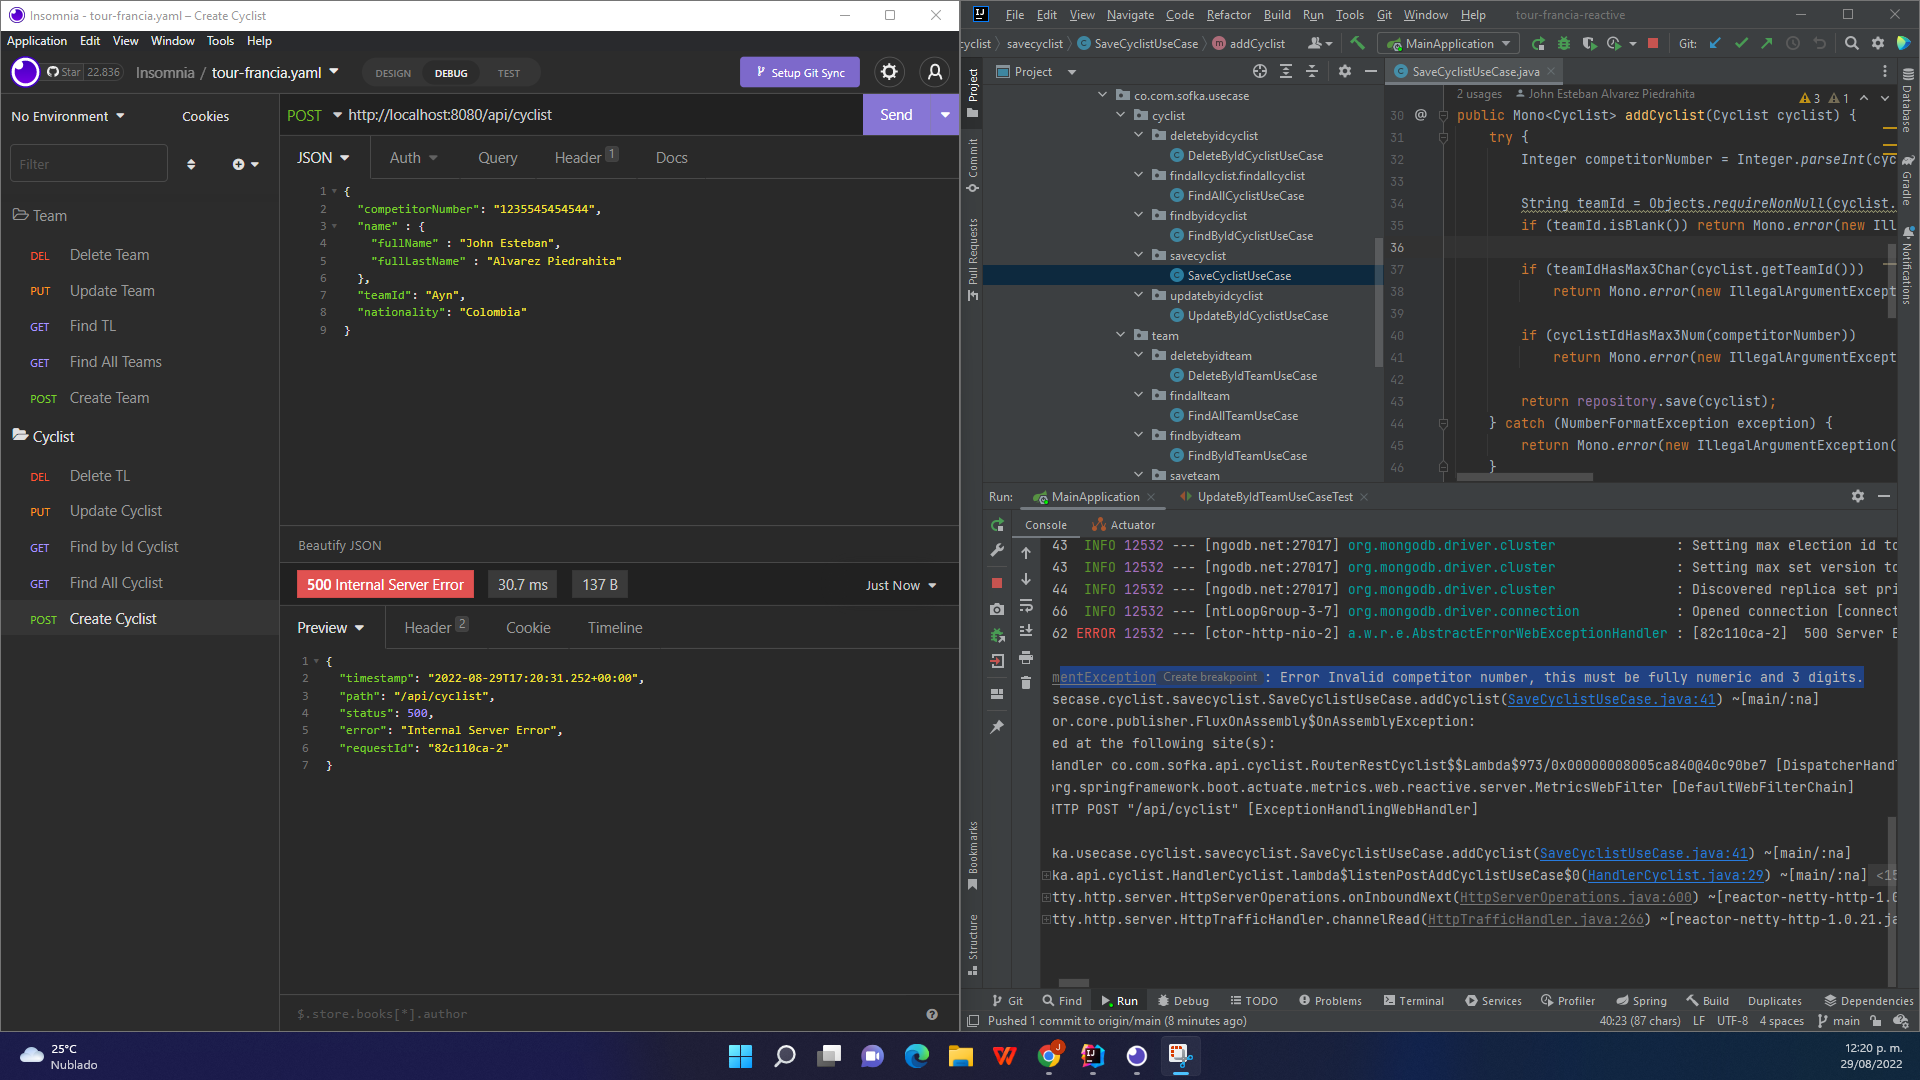 Insomnia - tour-francia.yaml – Create Cyclist
Application Edit View Window Tools Help
Star 22.836
Insomnia / tour-francia.yaml
DESIGN DEBUG TEST
Setup Git Sync
No Environment
Cookies
Filter
Team
DEL Delete Team
PUT Update Team
GET Find TL
GET Find All Teams
POST Create Team
Cyclist
DEL Delete TL
PUT Update Cyclist
GET Find by Id Cyclist
GET Find All Cyclist
POST Create Cyclist
POST http://localhost:8080/api/cyclist
Send
JSON Auth Query Header 1 Docs
1 {
2 "competitorNumber": "1235545454544",
3 "name" : {
4 "fullName" : "John Esteban",
5 "fullLastName" : "Alvarez Piedrahita"
6 },
7 "teamId": "Ayn",
8 "nationality": "Colombia"
9 }
Beautify JSON
500 Internal Server Error 30.7 ms 137 B Just Now
Preview Header 2 Cookie Timeline
1 {
2 "timestamp": "2022-08-29T17:20:31.252+00:00",
3 "path": "/api/cyclist",
4 "status": 500,
5 "error": "Internal Server Error",
6 "requestId": "82c110ca-2"
7 }
$.store.books[*].author
File Edit View Navigate Code Refactor Build Run Tools Git Window Help
tour-francia-reactive
cyclist savecyclist SaveCyclistUseCase addCyclist
MainApplication
Git:
Project
Commit
Pull Requests
Bookmarks
Structure
Project
co.com.sofka.usecase
cyclist
deletebyidcyclist
DeleteByIdCyclistUseCase
findallcyclist.findallcyclist
FindAllCyclistUseCase
findbyidcyclist
FindByIdCyclistUseCase
savecyclist
SaveCyclistUseCase
updatebyidcyclist
UpdateByIdCyclistUseCase
team
deletebyidteam
DeleteByIdTeamUseCase
findallteam
FindAllTeamUseCase
findbyidteam
FindByIdTeamUseCase
saveteam
SaveCyclistUseCase.java
2 usages John Esteban Alvarez Piedrahita
3 1
30 @ public Mono<Cyclist> addCyclist(Cyclist cyclist) {
31 try {
32 Integer competitorNumber = Integer.parseInt(cyc
33
34 String teamId = Objects.requireNonNull(cyclist.
35 if (teamId.isBlank()) return Mono.error(new Ill
36
37 if (teamIdHasMax3Char(cyclist.getTeamId()))
38 return Mono.error(new IllegalArgumentExcept
39
40 if (cyclistIdHasMax3Num(competitorNumber))
41 return Mono.error(new IllegalArgumentExcept
42
43 return repository.save(cyclist);
44 } catch (NumberFormatException exception) {
45 return Mono.error(new IllegalArgumentException(
46 }
Database
Gradle
Notifications
Run: MainApplication UpdateByIdTeamUseCaseTest
Console Actuator
43 INFO 12532 --- [ngodb.net:27017] org.mongodb.driver.cluster : Setting max election id to
43 INFO 12532 --- [ngodb.net:27017] org.mongodb.driver.cluster : Setting max set version to
44 INFO 12532 --- [ngodb.net:27017] org.mongodb.driver.cluster : Discovered replica set pri
66 INFO 12532 --- [ntLoopGroup-3-7] org.mongodb.driver.connection : Opened connection [connect
62 ERROR 12532 --- [ctor-http-nio-2] a.w.r.e.AbstractErrorWebExceptionHandler : [82c110ca-2] 500 Server E
mentException Create breakpoint : Error Invalid competitor number, this must be fully numeric and 3 digits.
secase.cyclist.savecyclist.SaveCyclistUseCase.addCyclist(SaveCyclistUseCase.java:41) ~[main/:na]
or.core.publisher.FluxOnAssembly$OnAssemblyException:
ed at the following site(s):
Handler co.com.sofka.api.cyclist.RouterRestCyclist$$Lambda$973/0x00000008005ca840@40c90be7 [DispatcherHandl
org.springframework.boot.actuate.metrics.web.reactive.server.MetricsWebFilter [DefaultWebFilterChain]
HTTP POST "/api/cyclist" [ExceptionHandlingWebHandler]
ka.usecase.cyclist.savecyclist.SaveCyclistUseCase.addCyclist(SaveCyclistUseCase.java:41) ~[main/:na]
ka.api.cyclist.HandlerCyclist.lambda$listenPostAddCyclistUseCase$0(HandlerCyclist.java:29) ~[main/:na] <15
tty.http.server.HttpServerOperations.onInboundNext(HttpServerOperations.java:600) ~[reactor-netty-http-1.0
tty.http.server.HttpTrafficHandler.channelRead(HttpTrafficHandler.java:266) ~[reactor-netty-http-1.0.21.ja
Git Find Run Debug TODO Problems Terminal Services Profiler Spring Build Duplicates Dependencies
Pushed 1 commit to origin/main (8 minutes ago)
40:23 (87 chars) LF UTF-8 4 spaces main
25°C
Nublado
12:20 p. m.
29/08/2022